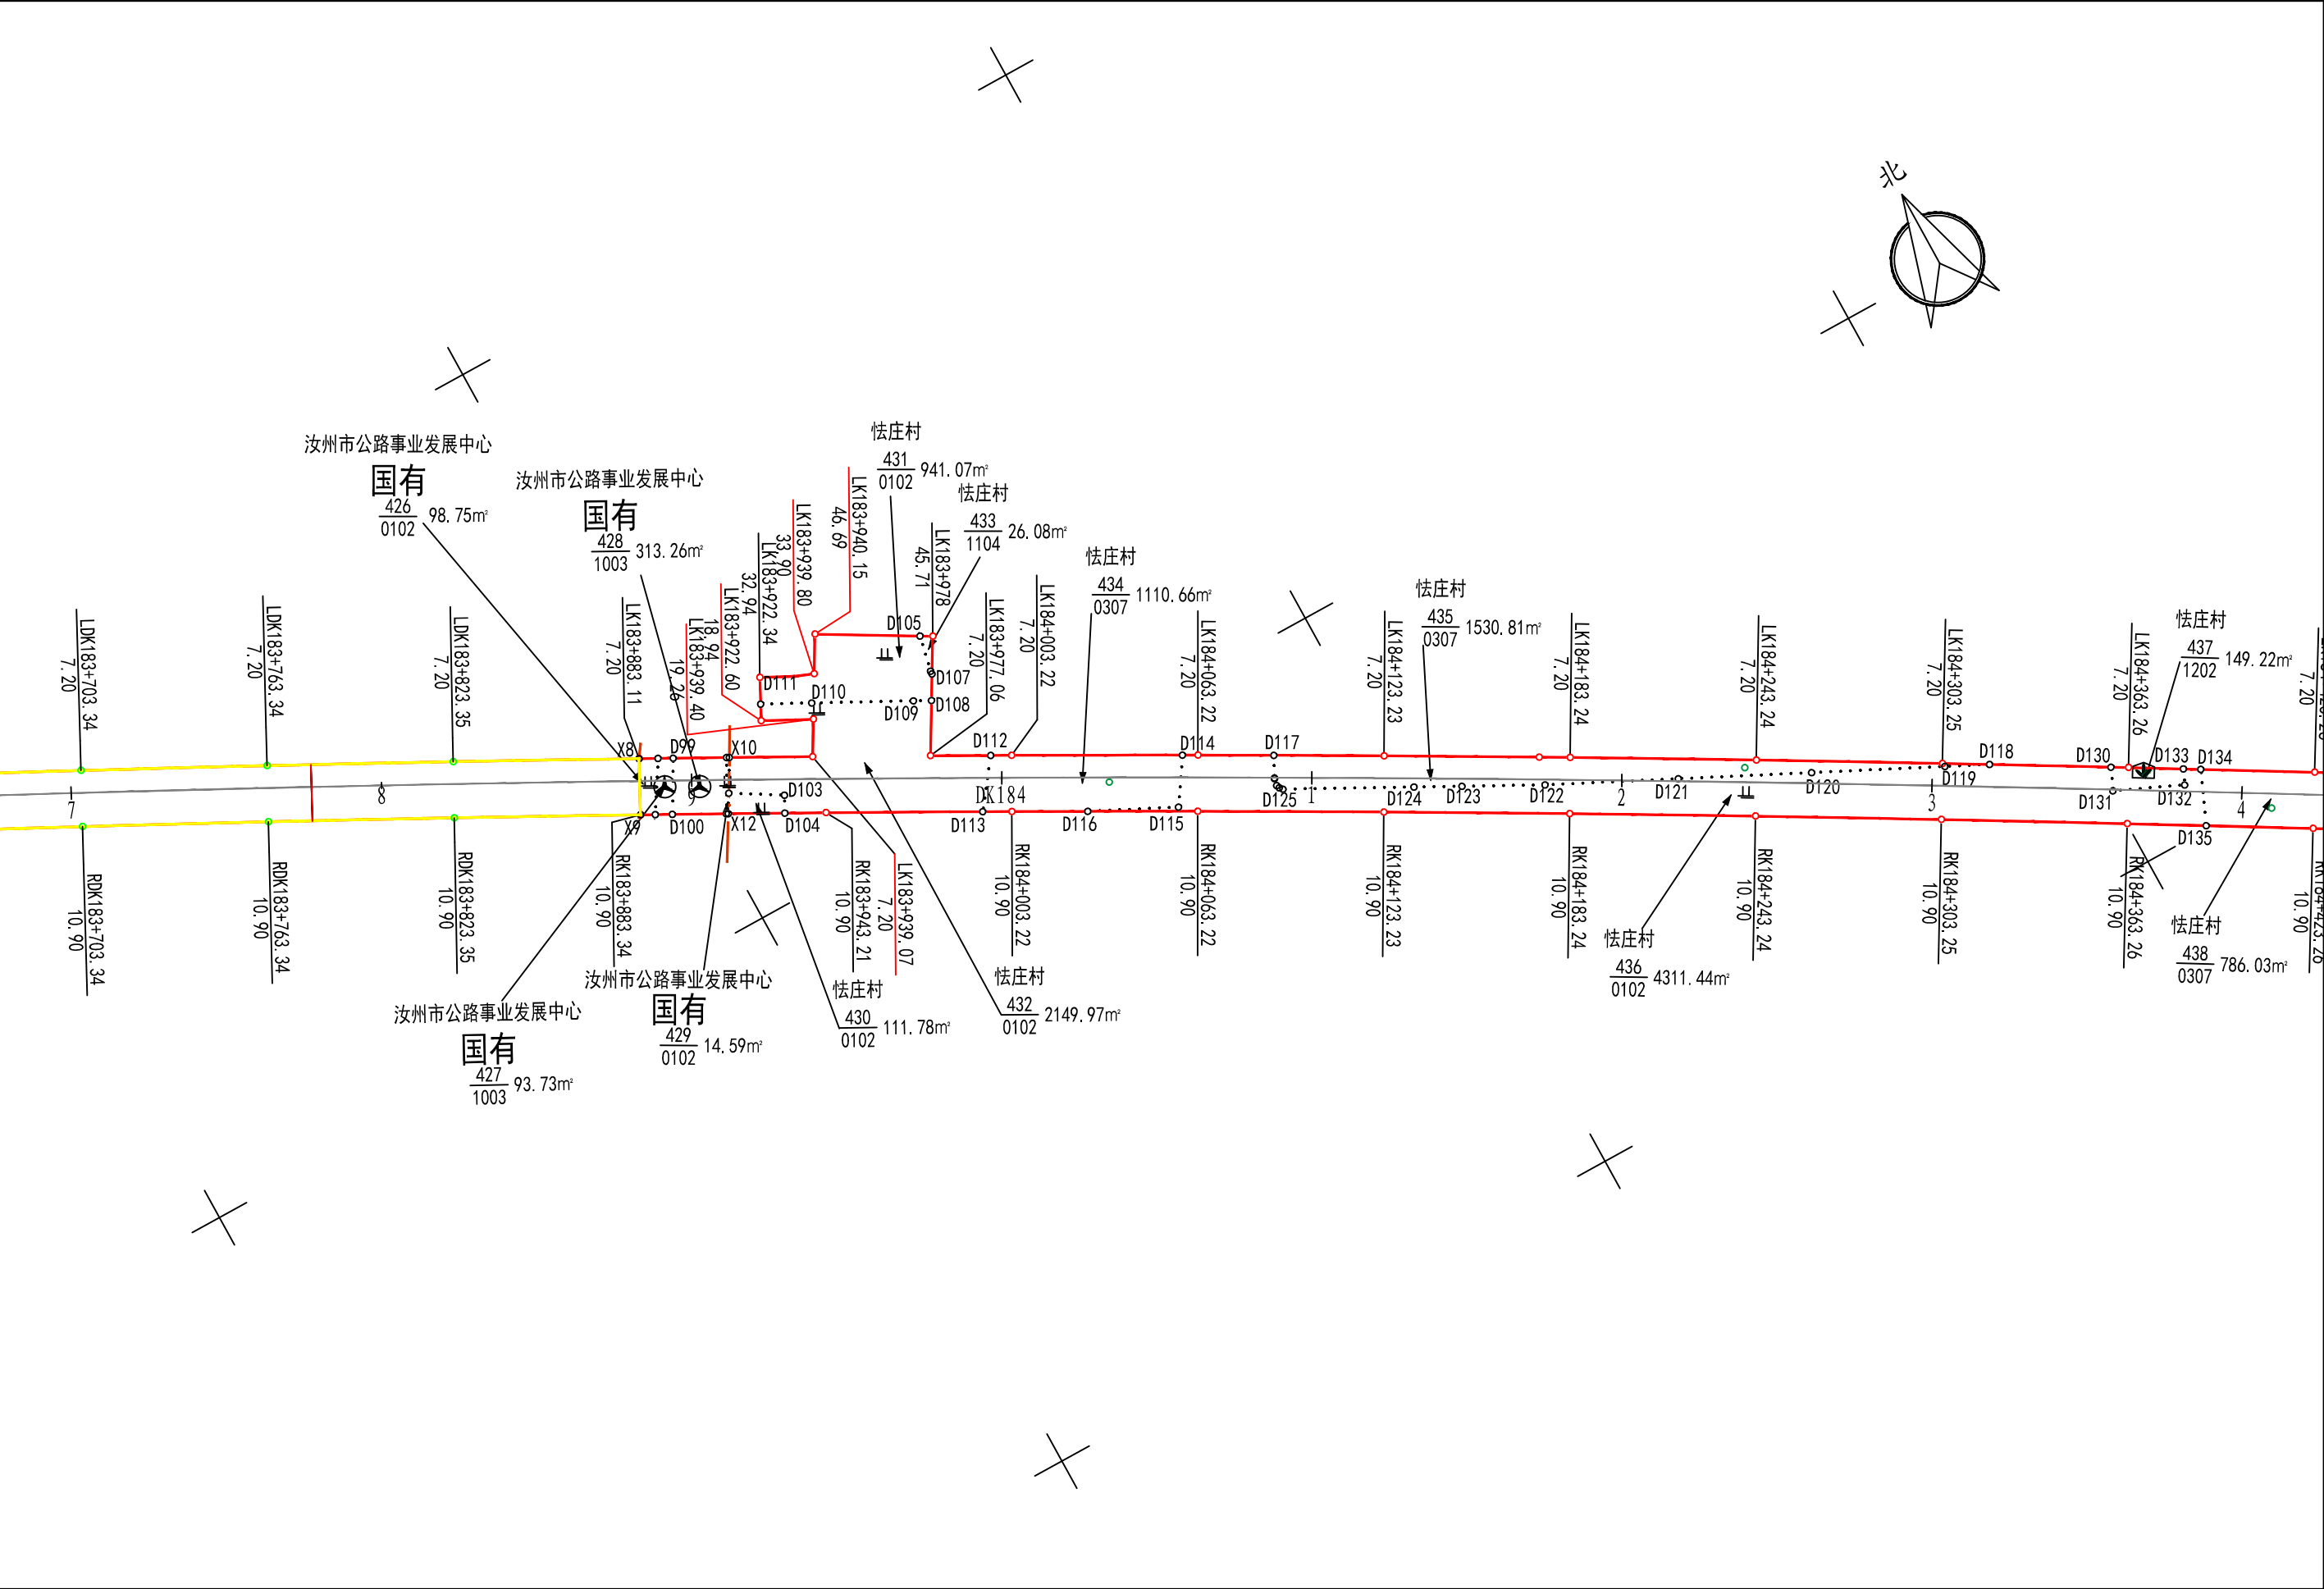 北
汝州市公路事业发展中心
国有
426
0102
98.75㎡
汝州市公路事业发展中心
国有
428
1003
313.26㎡
怯庄村
431
0102
941.07㎡
怯庄村
433
1104
26.08㎡
怯庄村
434
0307
1110.66㎡
怯庄村
435
0307
1530.81㎡
怯庄村
437
1202
149.22㎡
LDK183+703.34
7.20
LDK183+763.34
7.20
LDK183+823.35
7.20
LK183+883.11
7.20
LK183+939.40
19.26
LK183+922.60
18.94
LK183+922.34
32.94
LK183+939.80
33.90
LK183+940.15
46.69
LK183+978
45.71
LK183+977.06
7.20
LK184+003.22
7.20
LK184+063.22
7.20
LK184+123.23
7.20
LK184+183.24
7.20
LK184+243.24
7.20
LK184+303.25
7.20
LK184+363.26
7.20
7.20
D105
D107
D111
D110
D109
D108
X8
D99
X10
D112
D114
D117
D118
D130
D133
D134
D119
7
8
9
D103
DK184
D125
1
D124
D123
D122
2
D121
D120
3
D131
D132
4
X9
D100
X12
D104
D113
D116
D115
D135
RDK183+703.34
10.90
RDK183+763.34
10.90
RDK183+823.35
10.90
RK183+883.34
10.90
RK183+943.21
10.90
LK183+939.07
7.20
RK184+003.22
10.90
RK184+063.22
10.90
RK184+123.23
10.90
RK184+183.24
10.90
RK184+243.24
10.90
RK184+303.25
10.90
RK184+363.26
10.90
RK184+423.26
10.90
汝州市公路事业发展中心
国有
427
1003
93.73㎡
汝州市公路事业发展中心
国有
429
0102
14.59㎡
怯庄村
430
0102
111.78㎡
怯庄村
432
0102
2149.97㎡
怯庄村
436
0102
4311.44㎡
怯庄村
438
0307
786.03㎡